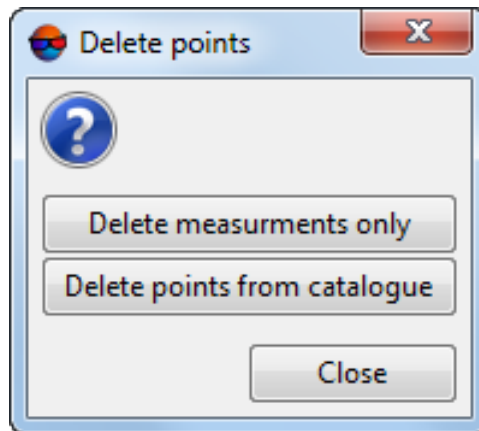 Delete points
Delete measurments only
Delete points from catalogue
Close